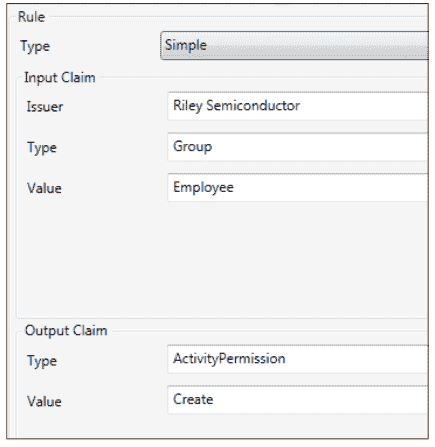 Rule
Type Simple
Input Claim
Issuer Riley Semiconductor
Type Group
Value Employee
Output Claim
Type ActivityPermission
Value Create